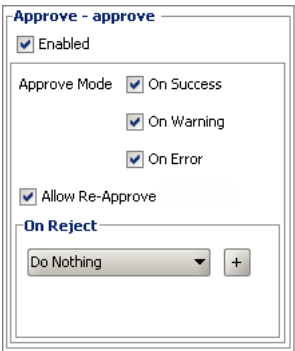 Approve - approve
Enabled
Approve Mode On Success
On Warning
On Error
Allow Re-Approve
On Reject
Do Nothing +